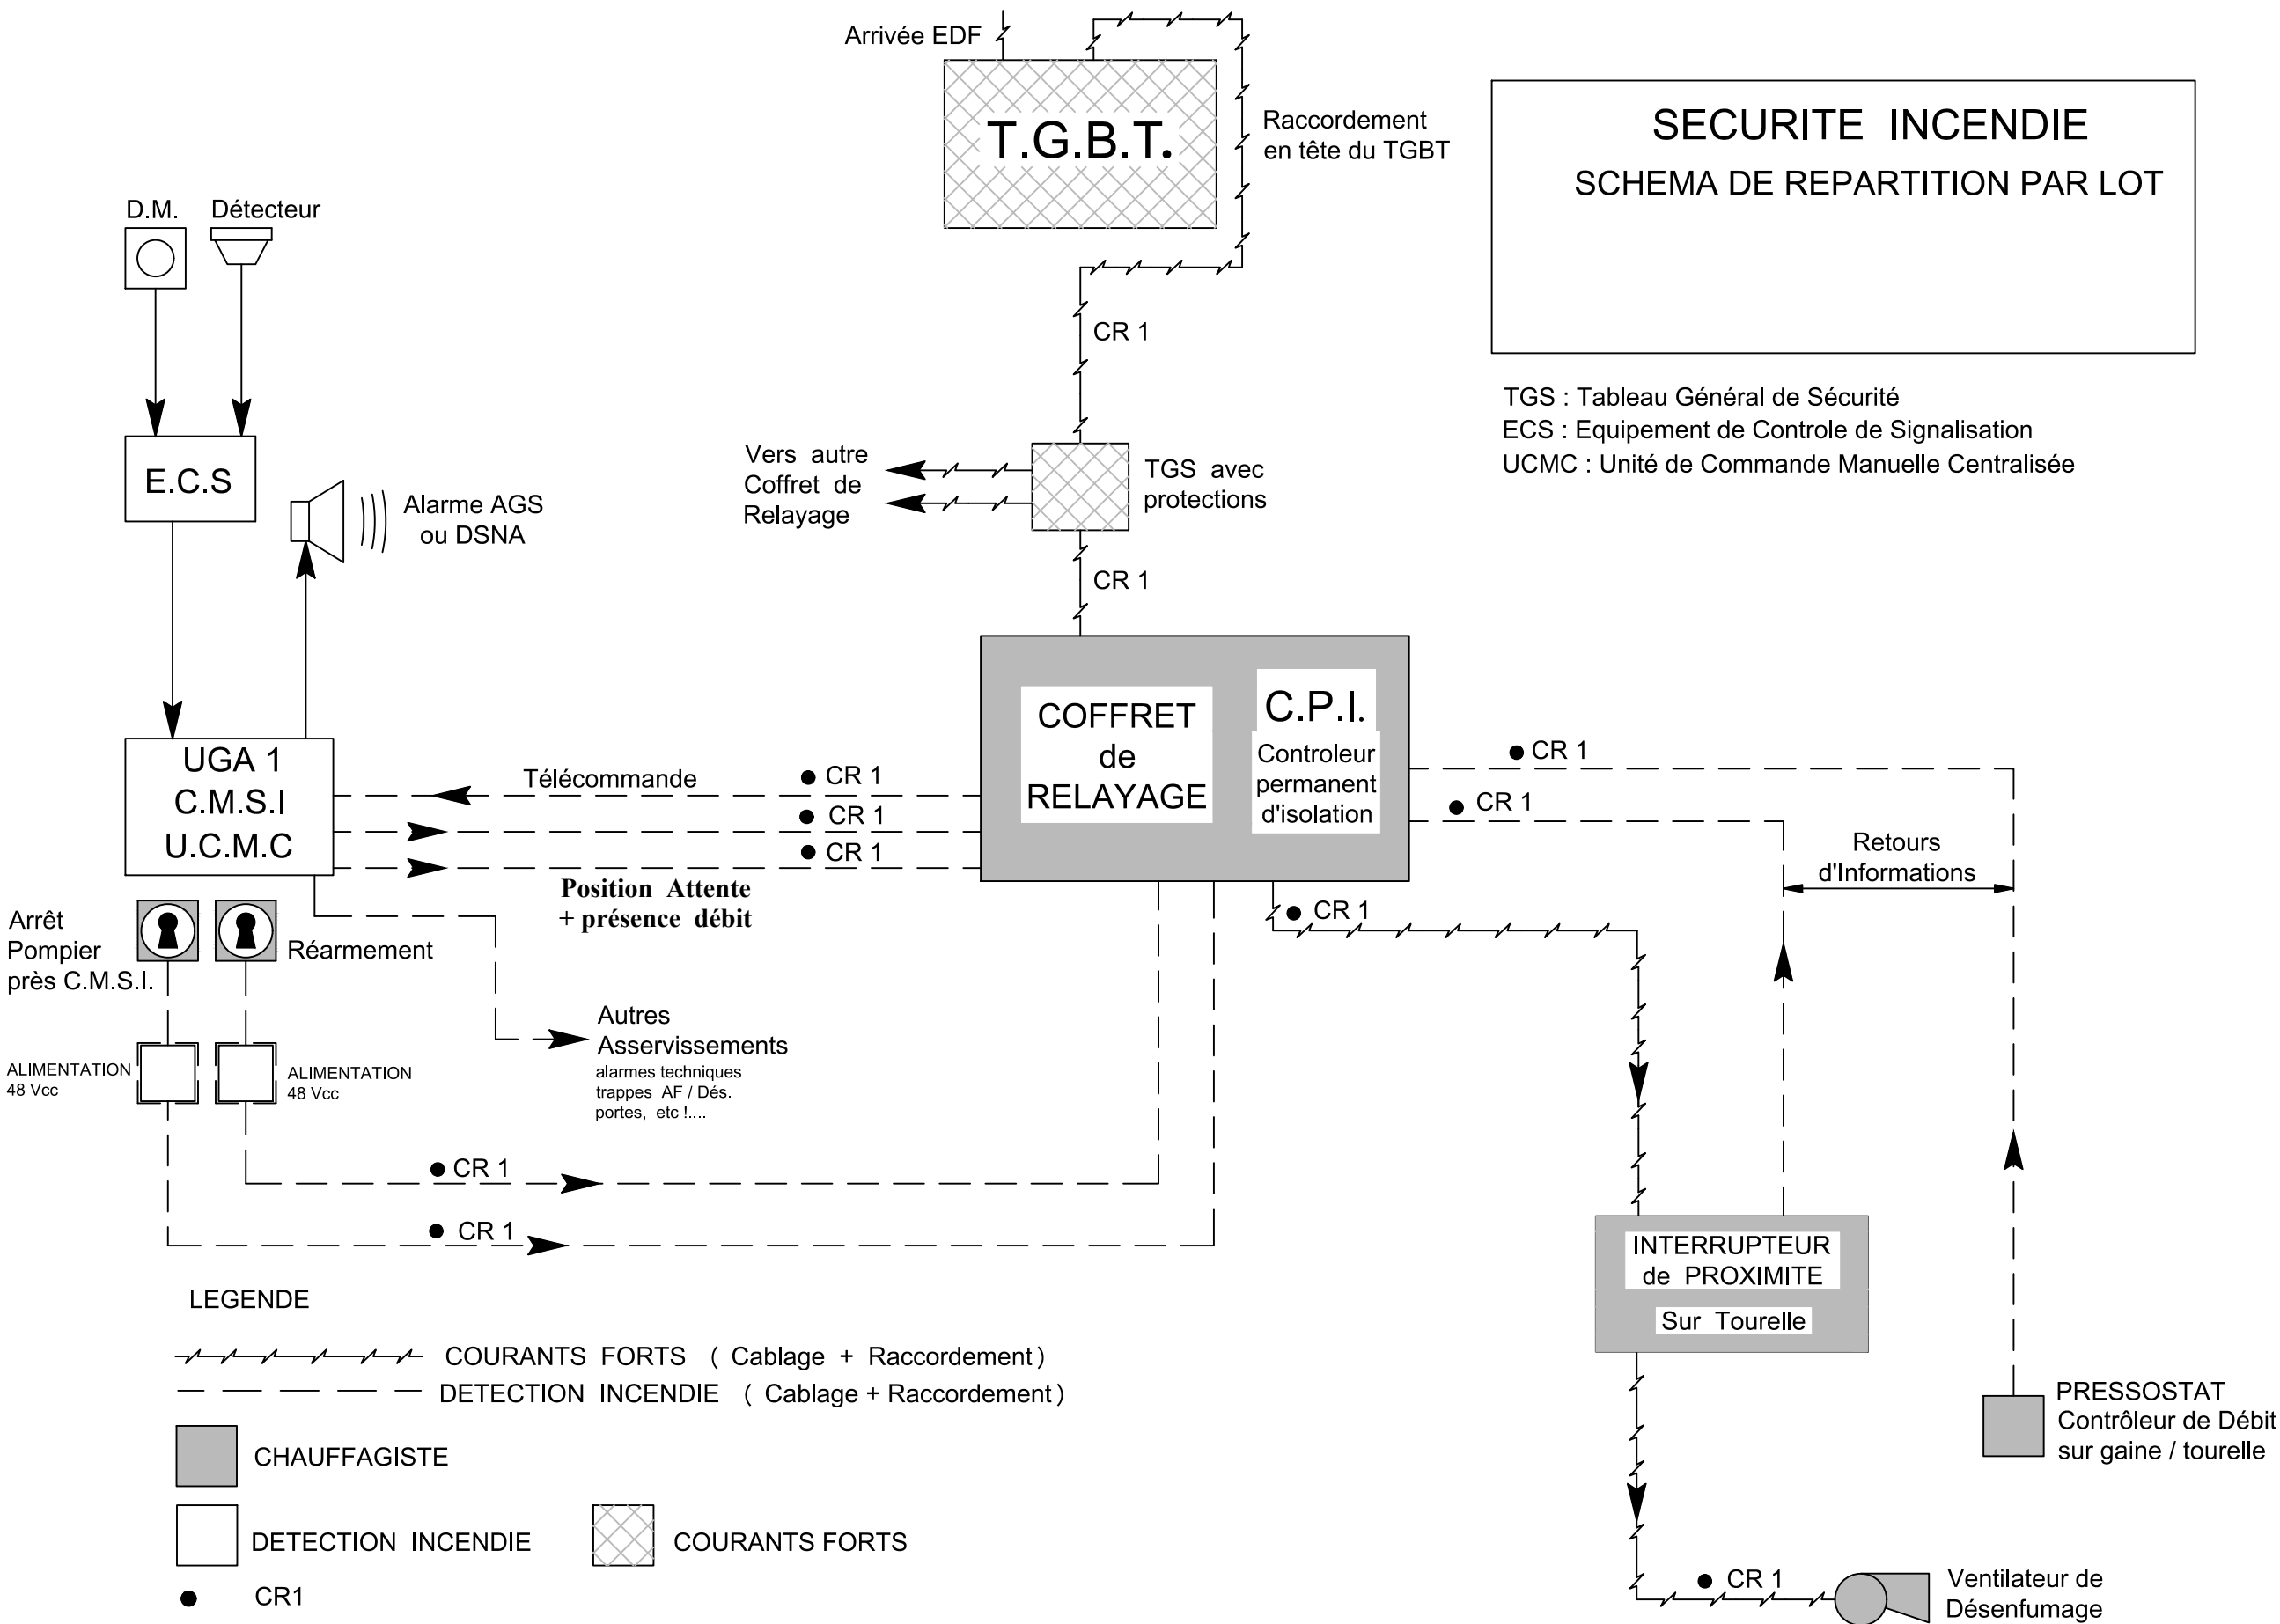 Arrivée EDF
T.G.B.T.
Raccordement
en tête du TGBT
SECURITE INCENDIE
SCHEMA DE REPARTITION PAR LOT
TGS : Tableau Général de Sécurité
ECS : Equipement de Controle de Signalisation
UCMC : Unité de Commande Manuelle Centralisée
D.M.
Détecteur
CR 1
E.C.S
Alarme AGS
ou DSNA
Vers autre
Coffret de
Relayage
TGS avec
protections
CR 1
UGA 1
C.M.S.I
U.C.M.C
Télécommande
CR 1
CR 1
CR 1
Position Attente
+ présence débit
COFFRET
de
RELAYAGE
C.P.I.
Controleur
permanent
d'isolation
CR 1
CR 1
Retours
d'Informations
CR 1
Arrêt
Pompier
près C.M.S.I.
Réarmement
ALIMENTATION
48 Vcc
ALIMENTATION
48 Vcc
Autres
Asservissements
alarmes techniques
trappes AF / Dés.
portes, etc !....
CR 1
CR 1
INTERRUPTEUR
de PROXIMITE
Sur Tourelle
PRESSOSTAT
Contrôleur de Débit
sur gaine / tourelle
CR 1
Ventilateur de
Désenfumage
LEGENDE
COURANTS FORTS ( Cablage + Raccordement )
DETECTION INCENDIE ( Cablage + Raccordement )
CHAUFFAGISTE
DETECTION INCENDIE
COURANTS FORTS
CR1